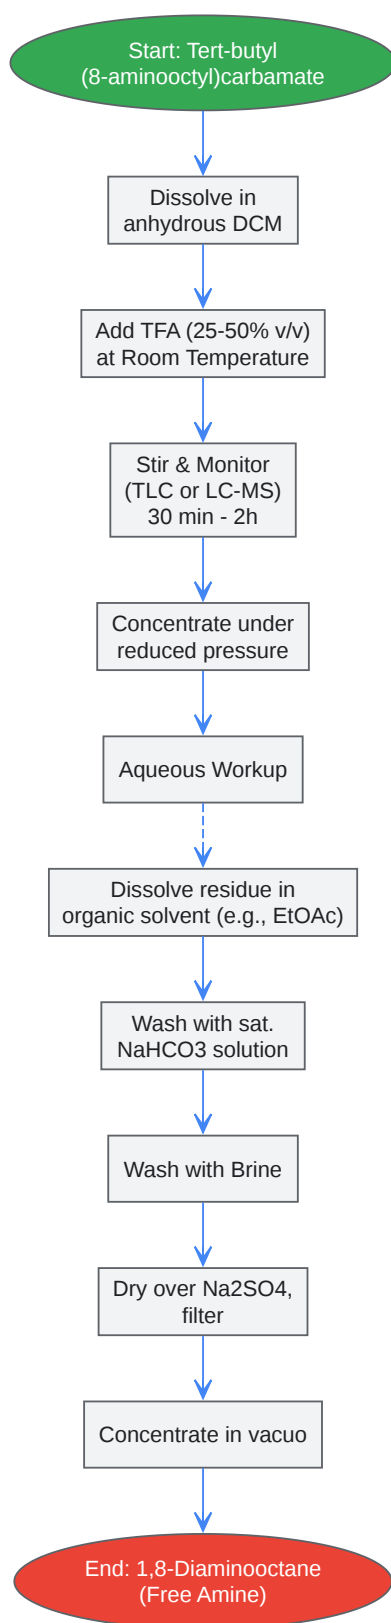 Start: Tert-butyl
(8-aminooctyl)carbamate
Dissolve in
anhydrous DCM
Add TFA (25-50% v/v)
at Room Temperature
Stir & Monitor
(TLC or LC-MS)
30 min - 2h
Concentrate under
reduced pressure
Aqueous Workup
Dissolve residue in
organic solvent (e.g., EtOAc)
Wash with sat.
NaHCO3 solution
Wash with Brine
Dry over Na2SO4,
filter
Concentrate in vacuo
End: 1,8-Diaminooctane
(Free Amine)